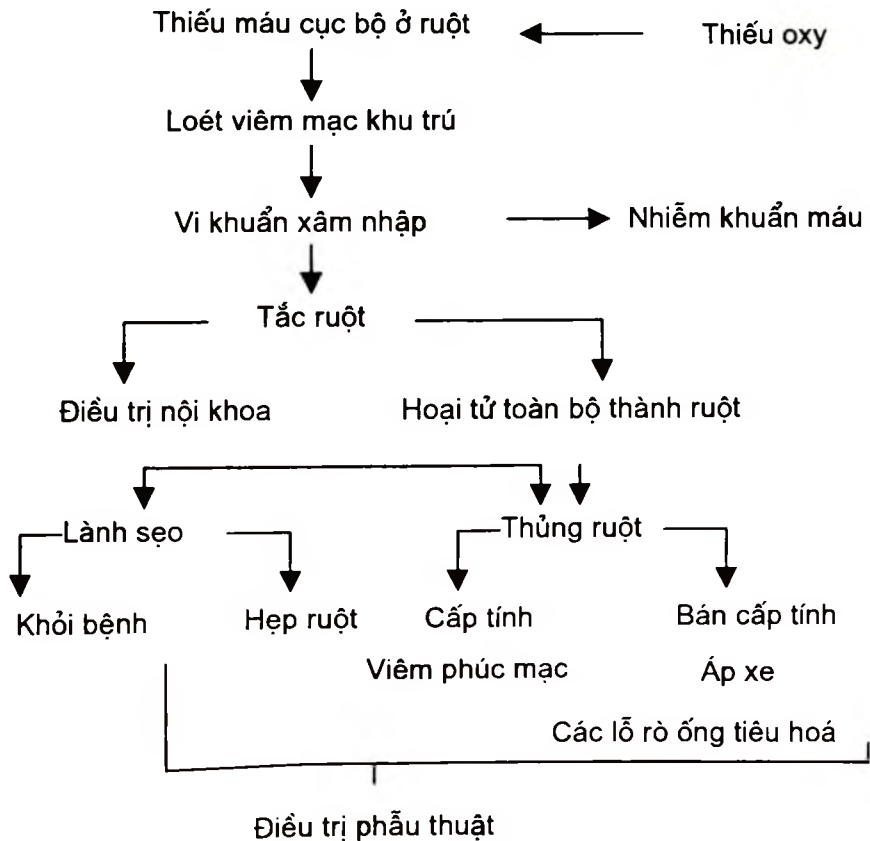 Thiếu máu cục bộ ở ruột
Thiếu oxy
Loét viêm mạc khu trú
Vi khuẩn xâm nhập
Nhiễm khuẩn máu
Tắc ruột
Điều trị nội khoa
Hoại tử toàn bộ thành ruột
Lành sẹo
Thủng ruột
Khỏi bệnh
Hẹp ruột
Cấp tính
Bán cấp tính
Viêm phúc mạc
Áp xe
Các lỗ rò ống tiêu hoá
Điều trị phẫu thuật